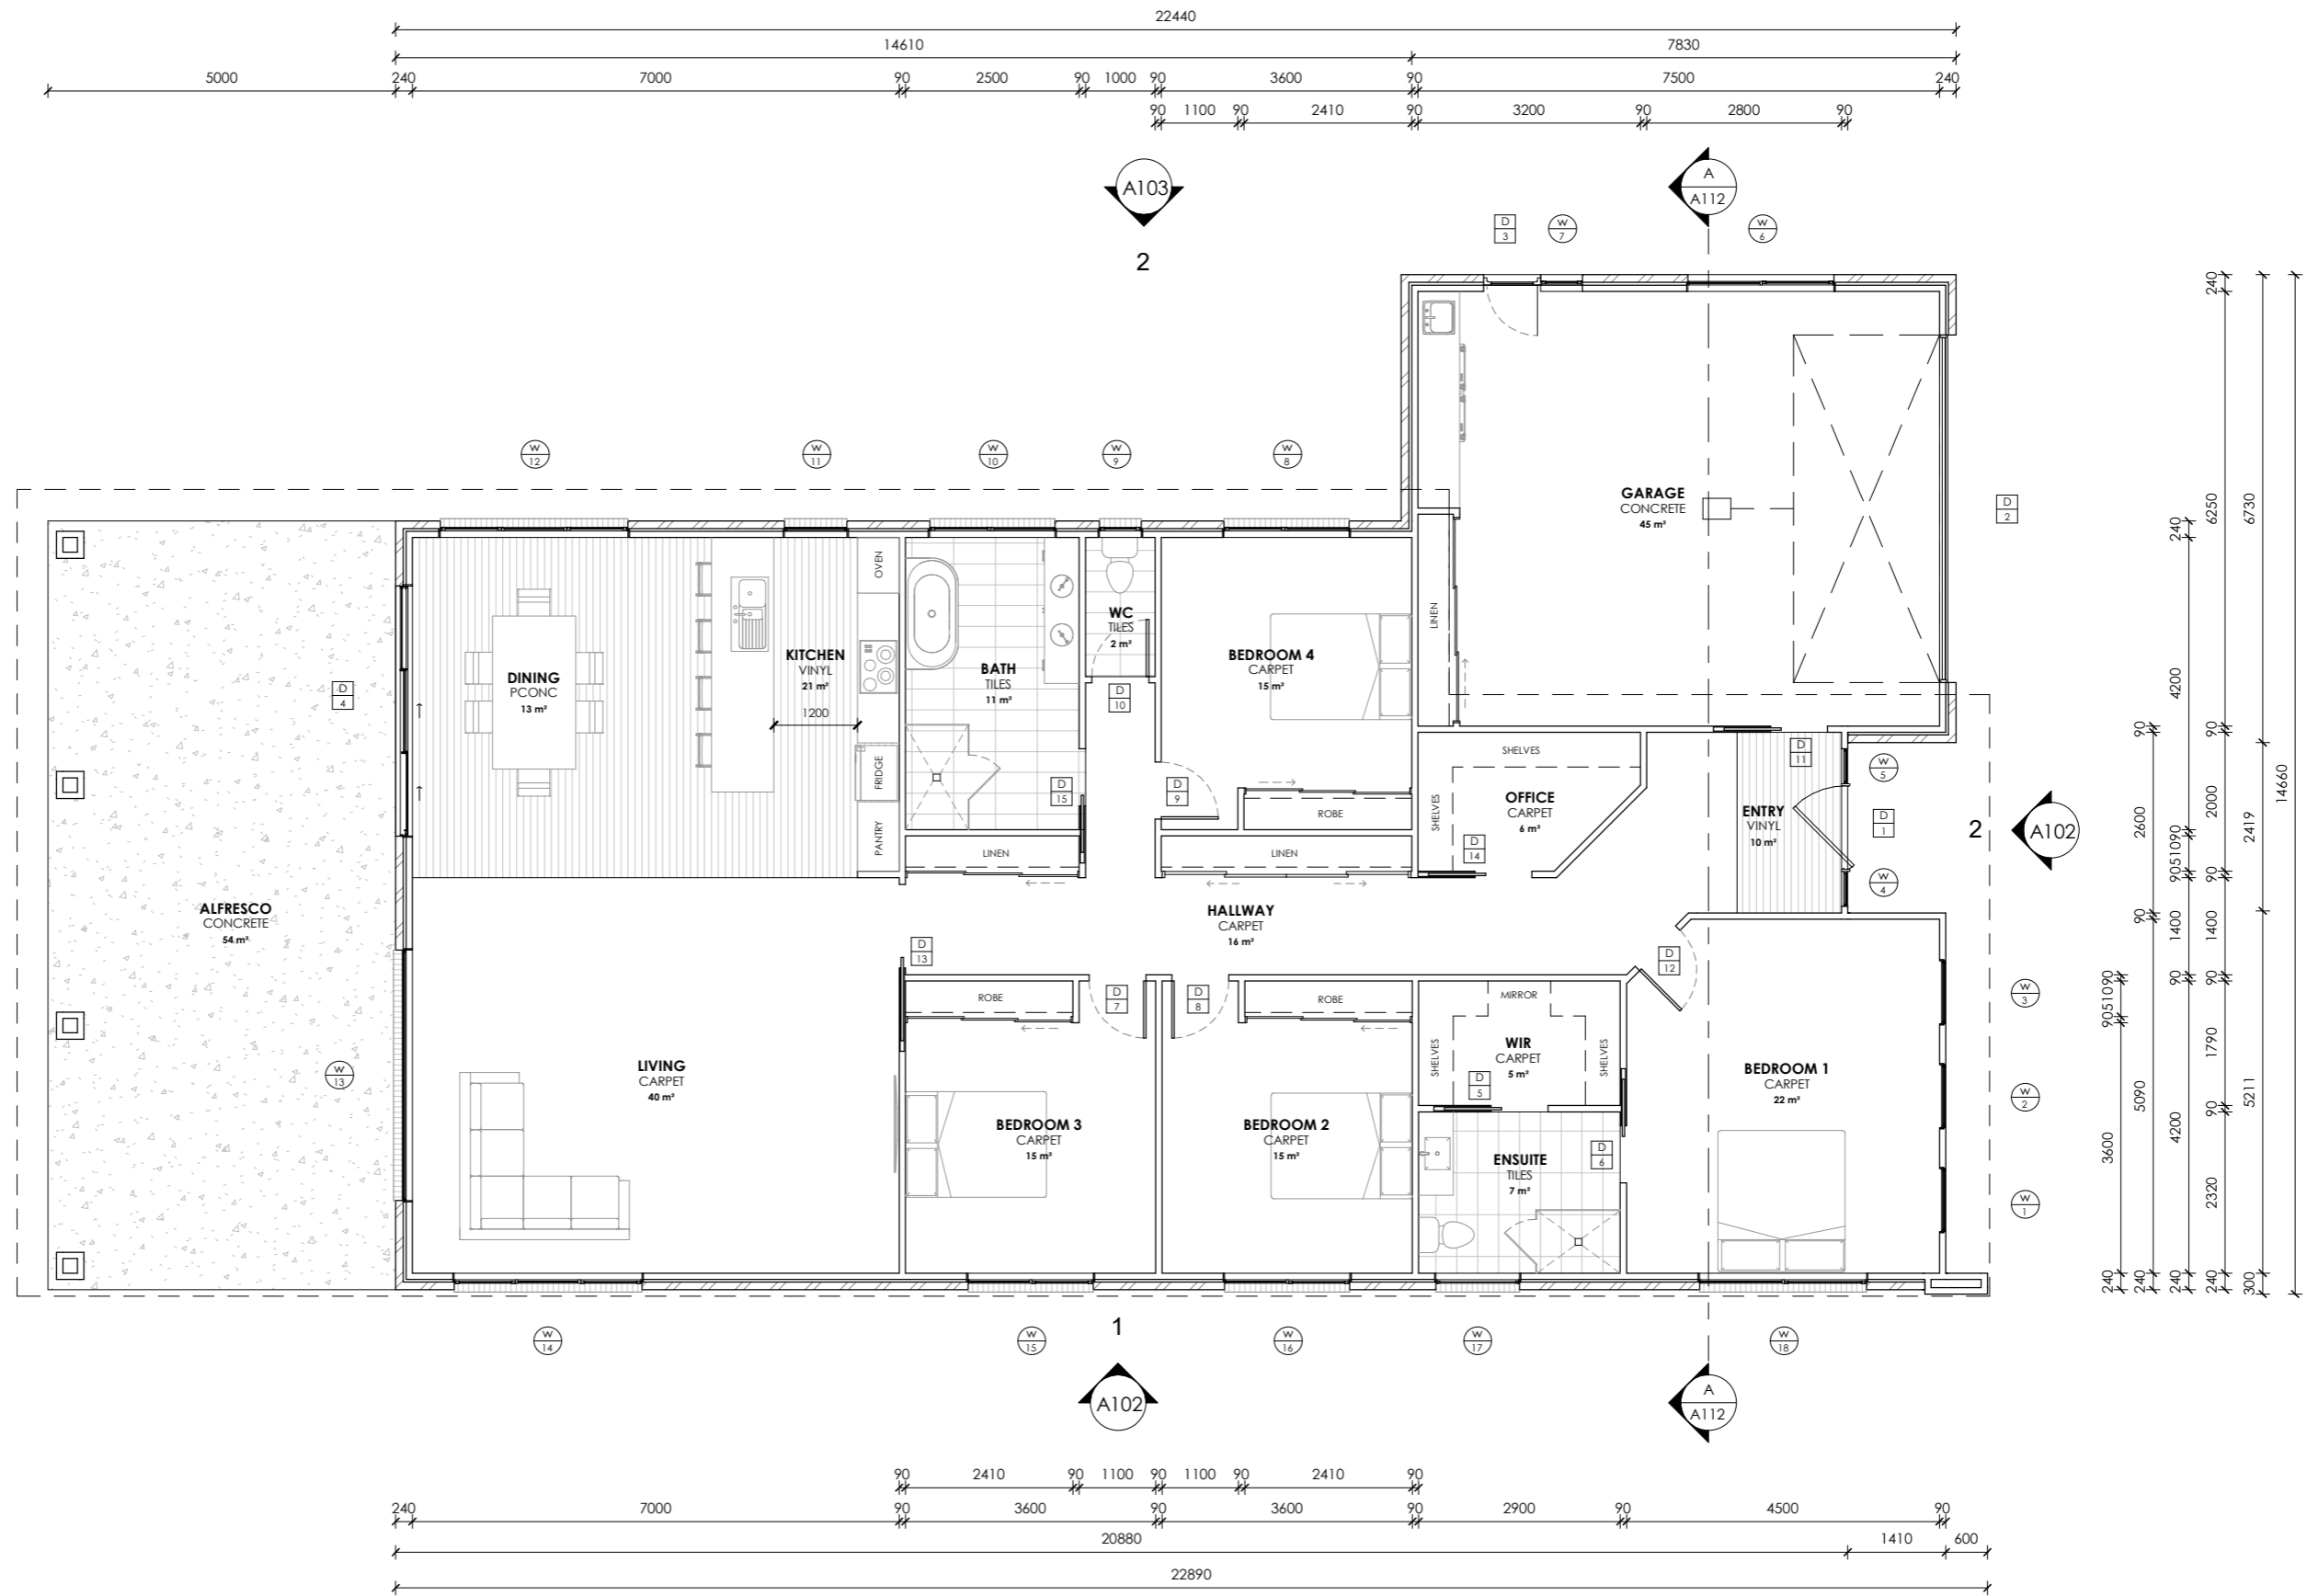 22440
14610 7830
5000 240 7000 90 2500 90 1000 90 3600 90 7500 240
90 1100 90 2410 90 3200 90 2800 90
A103
2
A
A112
D
3
W
7
W
6
W
12
W
11
W
10
W
9
W
8
GARAGE
CONCRETE
45 m²
D
2
OVEN
LINEN
WC
TILES
2 m²
KITCHEN
VINYL
21 m²
BEDROOM 4
CARPET
15 m²
DINING
PCONC
13 m²
BATH
TILES
11 m²
D
4
D
10
1200
SHELVES
D
11
W
5
FRIDGE
D
15
D
9
SHELVES
OFFICE
CARPET
6 m²
ENTRY
VINYL
10 m²
D
1
2
A102
ROBE
PANTRY
LINEN
LINEN
D
14
W
4
ALFRESCO
CONCRETE
54 m²
HALLWAY
CARPET
16 m²
D
13
D
12
ROBE
D
7
D
8
ROBE
MIRROR
W
3
SHELVES
WIR
CARPET
5 m²
SHELVES
LIVING
CARPET
40 m²
W
13
D
5
BEDROOM 1
CARPET
22 m²
W
2
BEDROOM 3
CARPET
15 m²
BEDROOM 2
CARPET
15 m²
ENSUITE
TILES
7 m²
D
6
W
1
W
14
W
15
1
W
16
W
17
W
18
A102
A
A112
240 6250 90 2000 90 1400 90 1790 90 2320 240
6730 2419 5211 300
14660
240 4200 90 510 90 1400 90 4200 240
90 2600 90 5090 240
90 510 90 3600 240
90 2410 90 1100 90 1100 90 2410 90
240 7000 90 3600 90 3600 90 2900 90 4500 90
20880 1410 600
22890